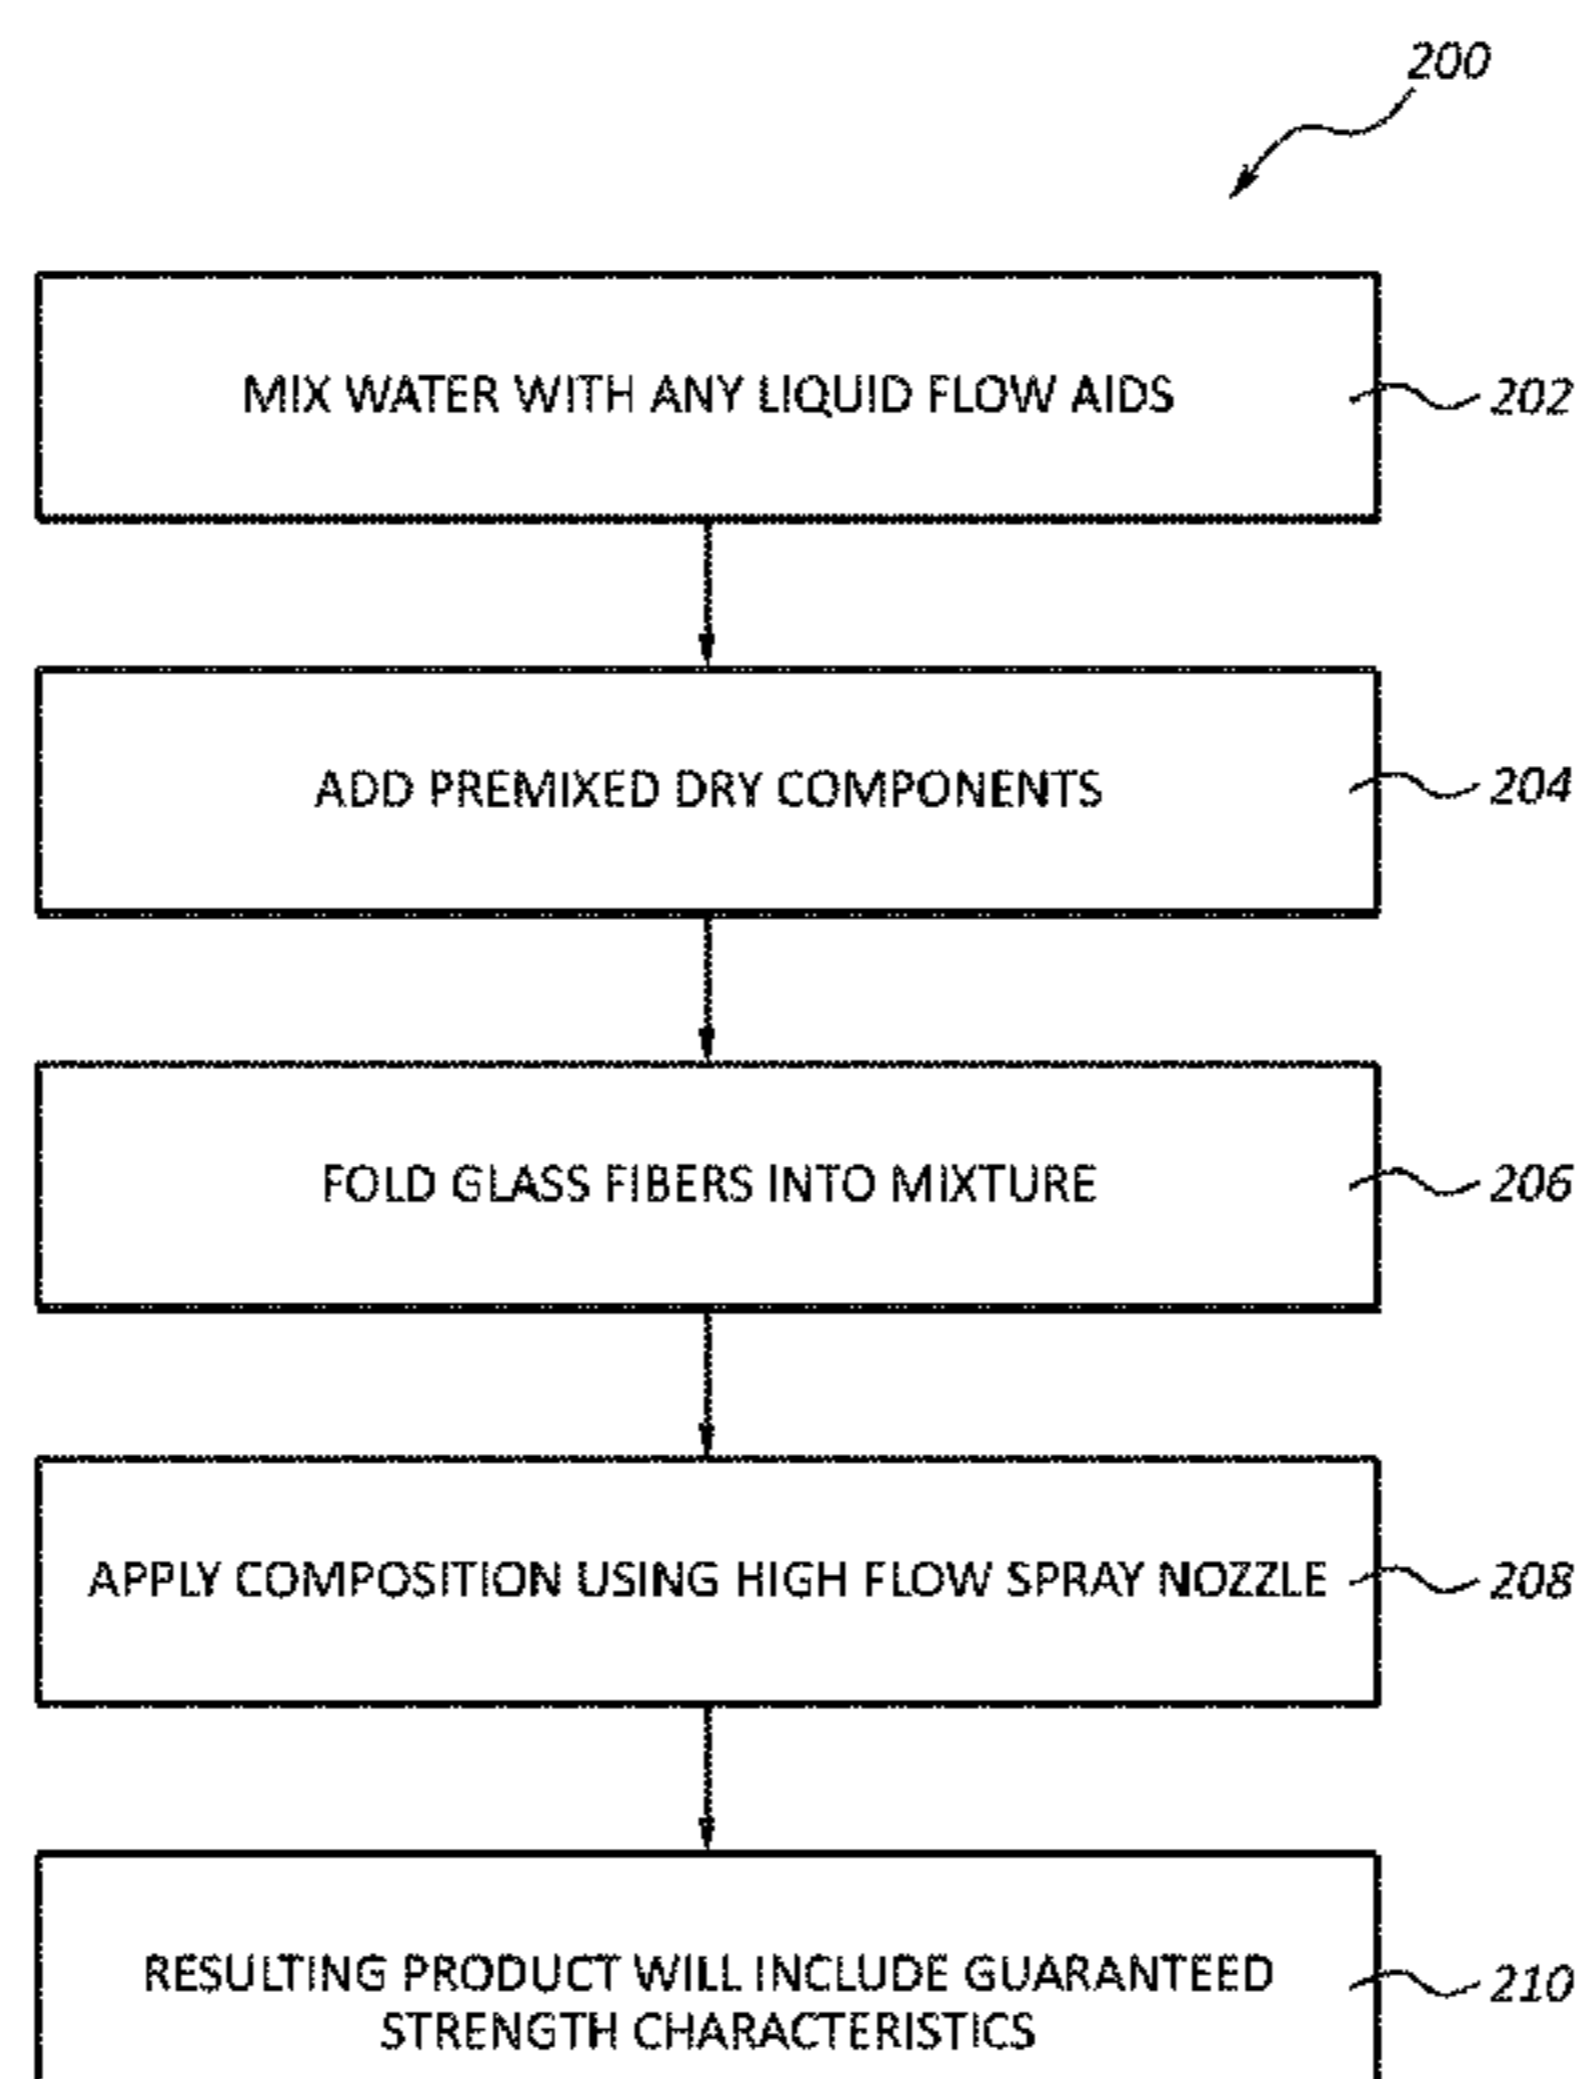 200
MIX WATER WITH ANY LIQUID FLOW AIDS
202
ADD PREMIXED DRY COMPONENTS
204
FOLD GLASS FIBERS INTO MIXTURE
206
APPLY COMPOSITION USING HIGH FLOW SPRAY NOZZLE
208
RESULTING PRODUCT WILL INCLUDE GUARANTEED
STRENGTH CHARACTERISTICS
210